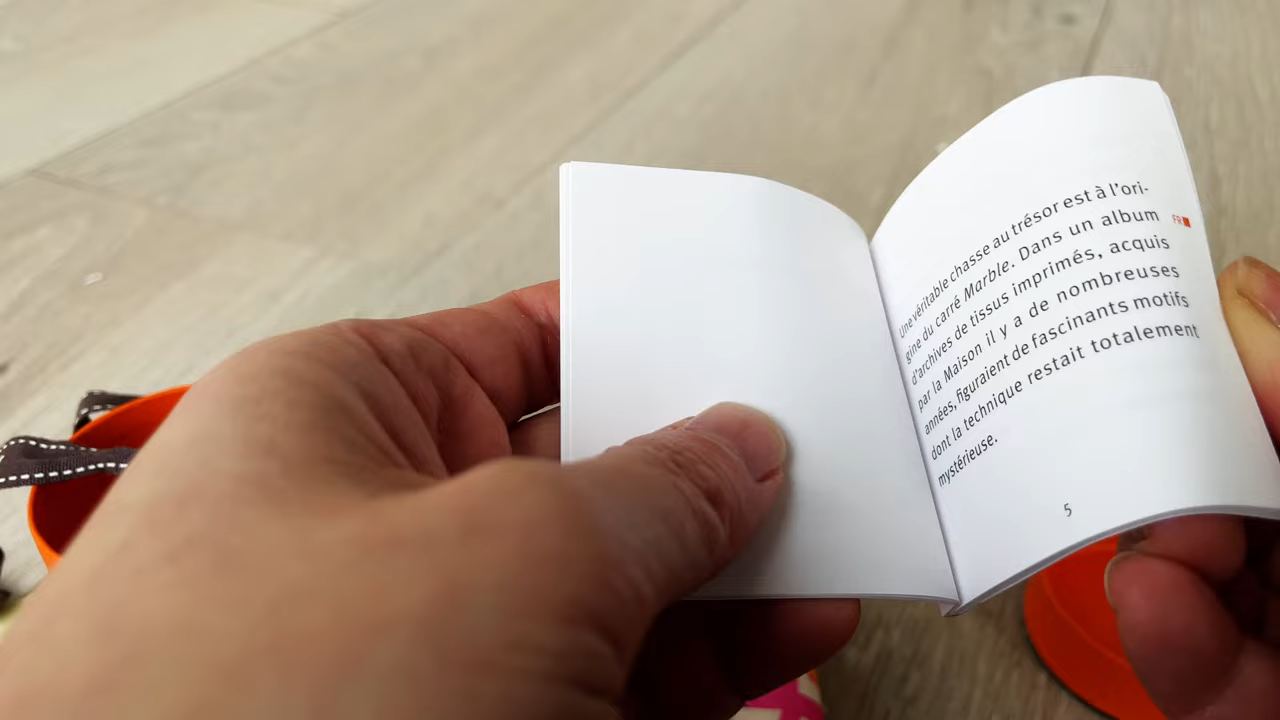 Une véritable chasse au trésor est à l'ori-
gine du carré Marble. Dans un album
d'archives de tissus imprimés, acquis
par la Maison il y a de nombreuses
années, figuraient de fascinants motifs
dont la technique restait totalement
mystérieuse.
FR
5